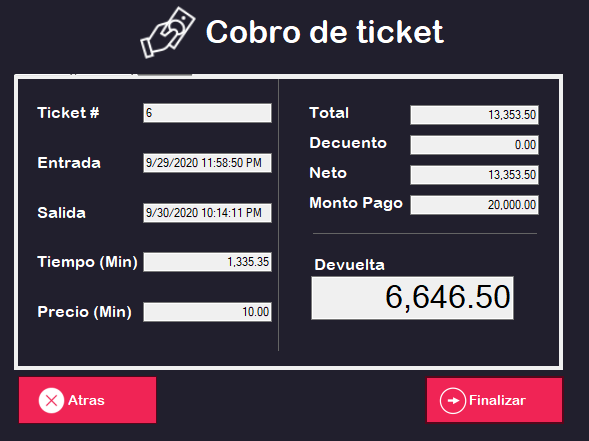 Cobro de ticket
Ticket # 6
Entrada 9/29/2020 11:58:50 PM
Salida 9/30/2020 10:14:11 PM
Tiempo (Min) 1,335.35
Precio (Min) 10.00
Total 13,353.50
Decuento 0.00
Neto 13,353.50
Monto Pago 20,000.00
Devuelta
6,646.50
Atras
Finalizar